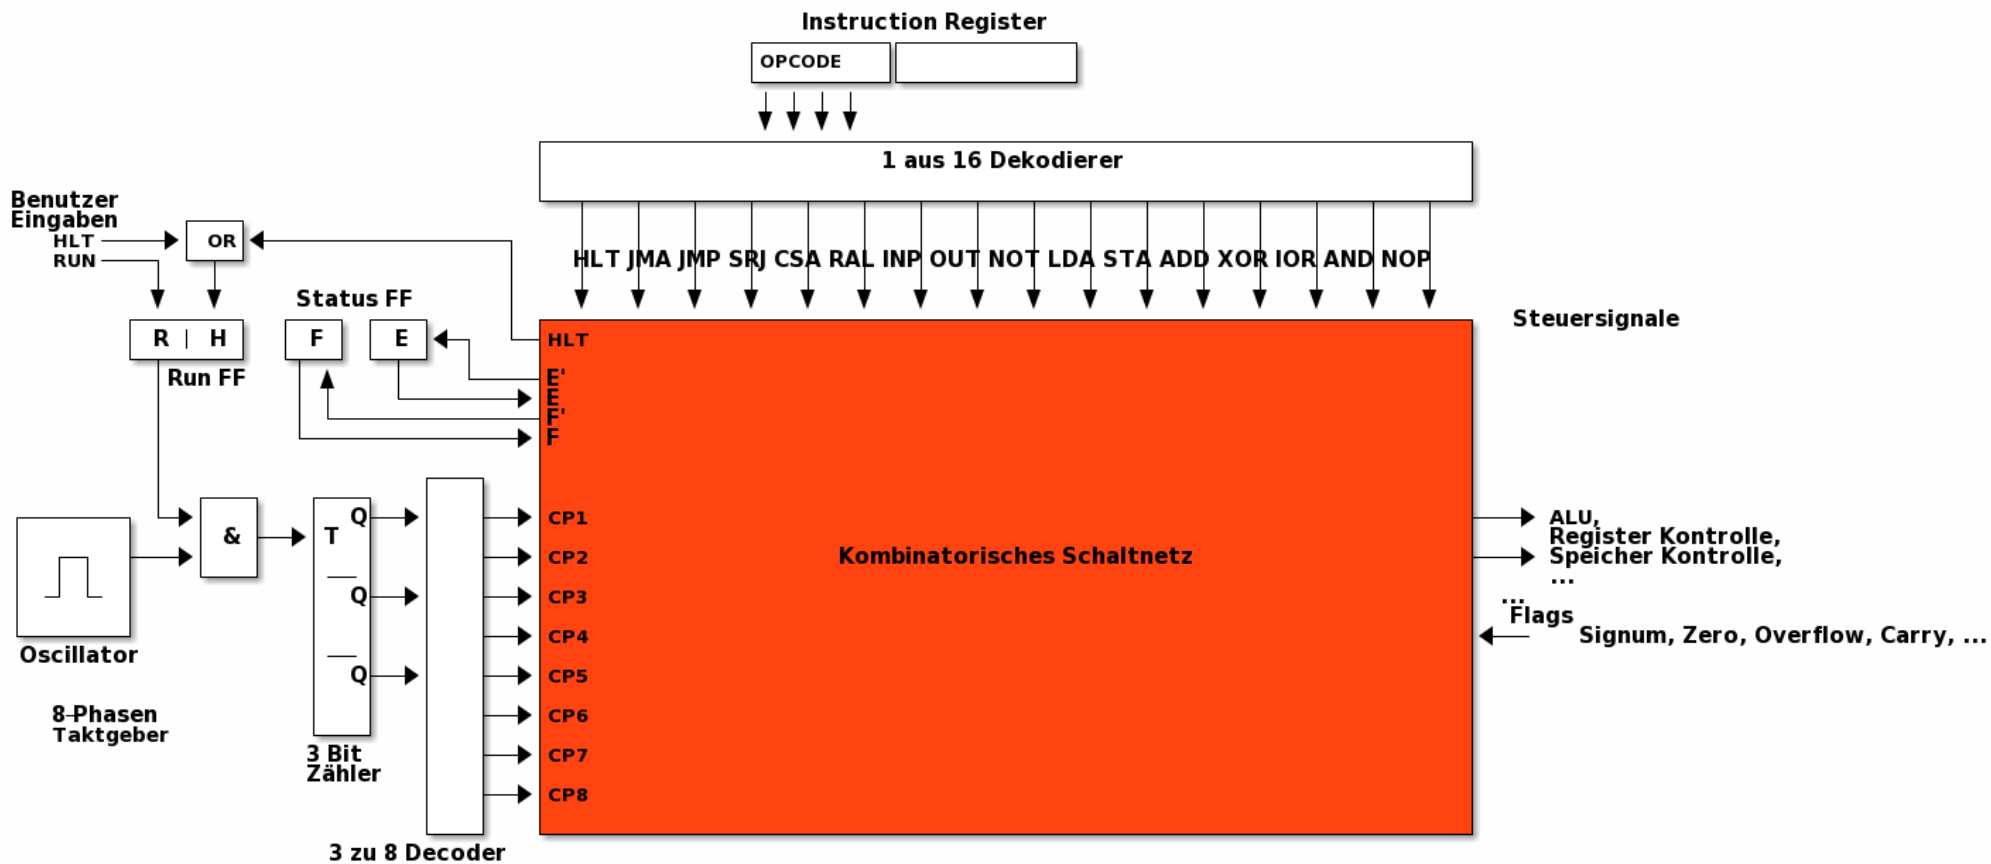 Instruction Register
OPCODE
1 aus 16 Dekodierer
Benutzer
Eingaben
HLT
RUN
OR
HLT JMA JMP SRJ CSA RAL INP OUT NOT LDA STA ADD XOR IOR AND NOP
Status FF
R | H
F
E
Run FF
Steuersignale
HLT
E'
E
F'
F
&
T
Q
Q
Q
CP1
CP2
CP3
CP4
CP5
CP6
CP7
CP8
Kombinatorisches Schaltnetz
ALU,
Register Kontrolle,
Speicher Kontrolle,
...
...
Flags
Signum, Zero, Overflow, Carry, ...
Oscillator
8-Phasen
Taktgeber
3 Bit
Zähler
3 zu 8 Decoder